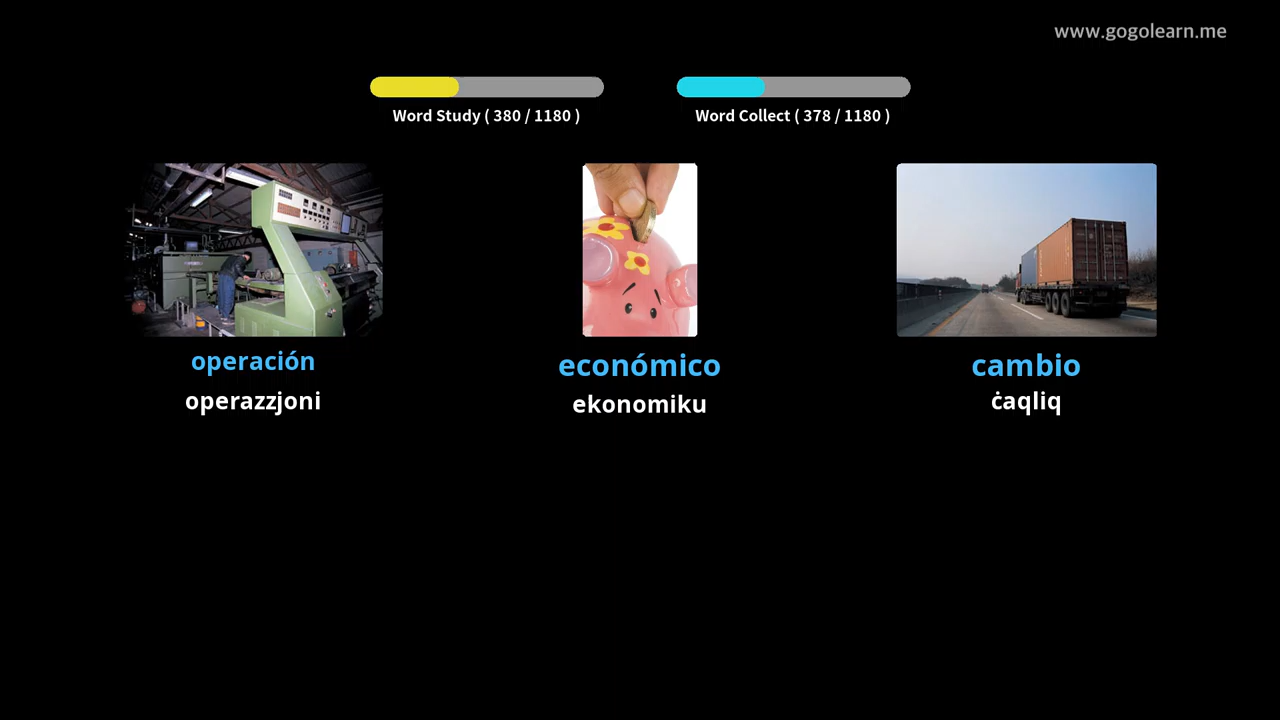 www.gogolearn.me
Word Study ( 380 / 1180 )
Word Collect ( 378 / 1180 )
operación
operazzjoni
económico
ekonomiku
cambio
ċaqliq